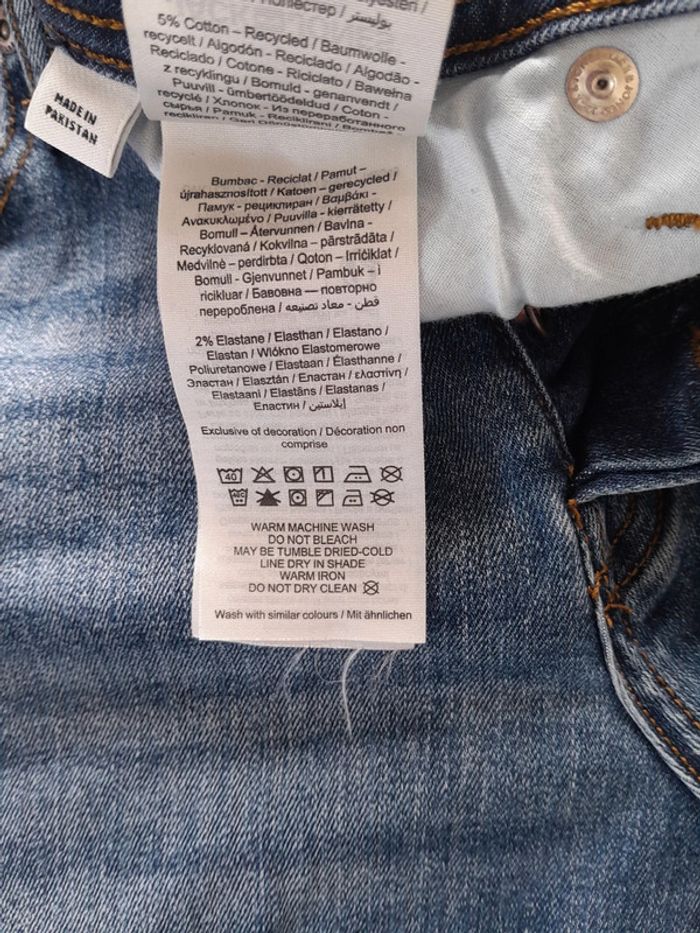 MADE IN
PAKISTAN
5% Cotton - Recycled / Baumwolle -
recycelt / Algodón - Reciclado / Algodão -
Reciclado / Cotone - Riciclato / Bawełna
z recyklingu / Bomuld - genanvendt /
Puuvill - ümbertöödeldud / Coton -
recyclé / Хлопок - Из переработанного
сырья / Pamuk - Reciklirani / Bombaž
Bumbac - Reciclat / Pamut –
újrahasznosított / Katoen – gerecycled /
Памук - рециклиран / Βαμβάκι -
Ανακυκλωμένο / Puuvilla - kierrätetty /
Bomull – Återvunnen / Bavlna -
Recyklovaná / Kokvilna – pārstrādāta /
Medvilnė – perdirbta / Qoton – Irriċiklat /
Bomull - Gjenvunnet / Pambuk – i
ricikluar / Бавовна — повторно
перероблена / قطن - معاد تصنيعه
2% Elastane / Elasthan / Elastano /
Elastan / Włókno Elastomerowe
Poliuretanowe / Elastaan / Élasthanne /
Эластан / Elasztán / Еластан / ελαστίνη /
Elastaani / Elastāns / Elastanas /
Еластин / إيلاستين
Exclusive of decoration / Décoration non
comprise
40
WARM MACHINE WASH
DO NOT BLEACH
MAY BE TUMBLE DRIED-COLD
LINE DRY IN SHADE
WARM IRON
DO NOT DRY CLEAN
Wash with similar colours / Mit ähnlichen